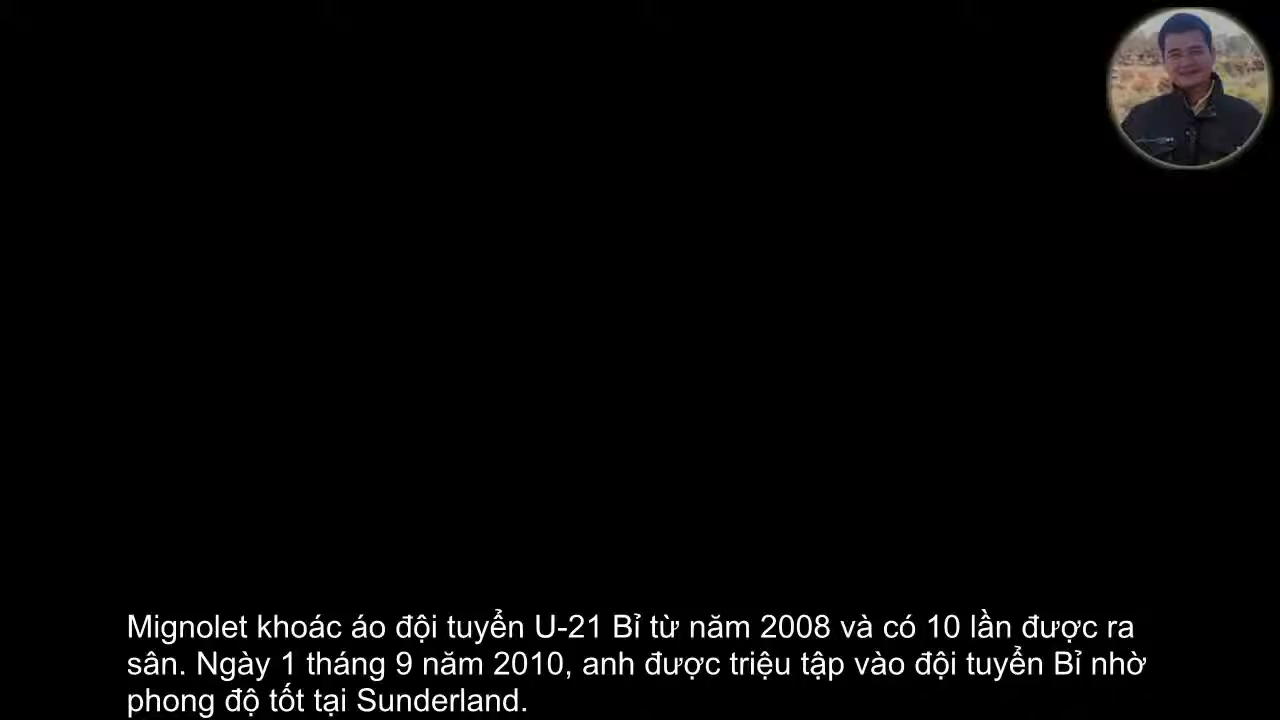 Mignolet khoác áo đội tuyển U-21 Bỉ từ năm 2008 và có 10 lần được ra
sân. Ngày 1 tháng 9 năm 2010, anh được triệu tập vào đội tuyển Bỉ nhờ
phong độ tốt tại Sunderland.